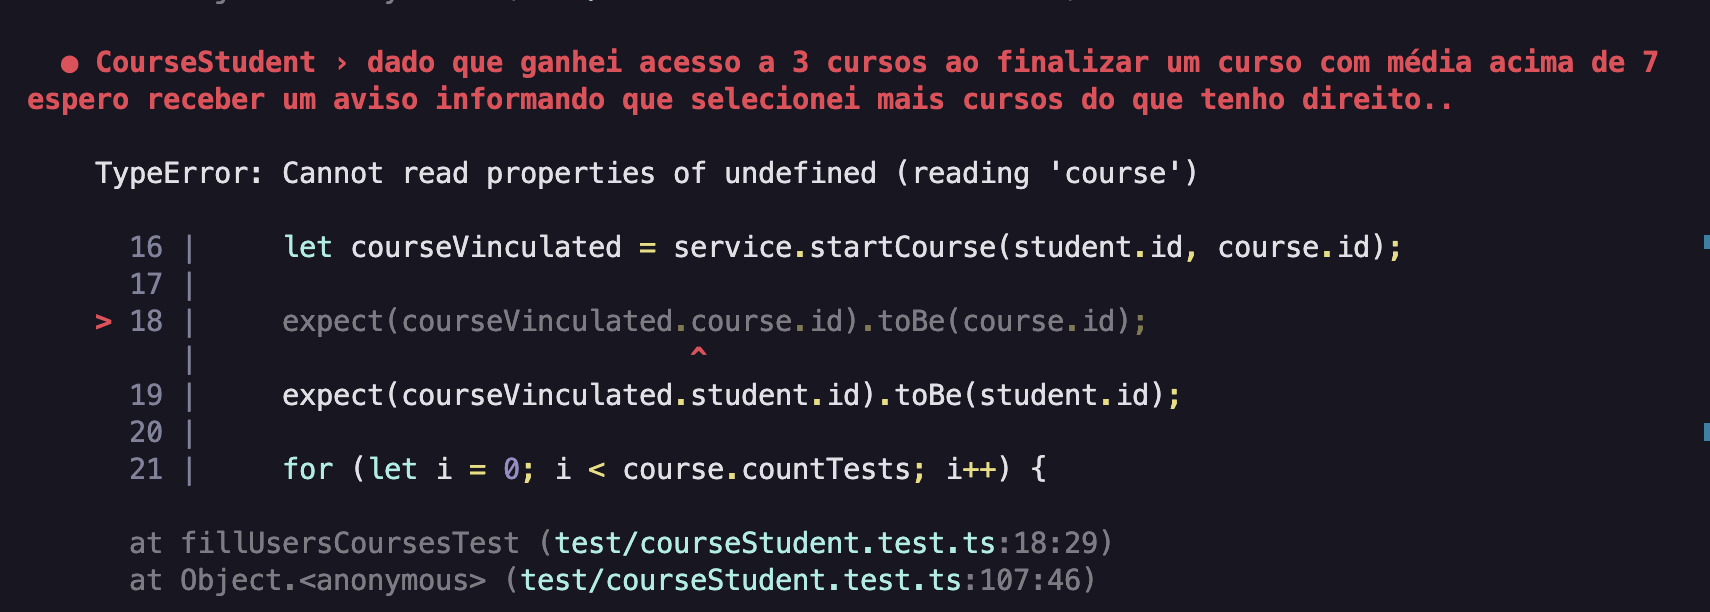 ● CourseStudent › dado que ganhei acesso a 3 cursos ao finalizar um curso com média acima de 7
espero receber um aviso informando que selecionei mais cursos do que tenho direito..
TypeError: Cannot read properties of undefined (reading 'course')
16 |     let courseVinculated = service.startCourse(student.id, course.id);
17 |
> 18 |     expect(courseVinculated.course.id).toBe(course.id);
|                             ^
19 |     expect(courseVinculated.student.id).toBe(student.id);
20 |
21 |     for (let i = 0; i < course.countTests; i++) {
at fillUsersCoursesTest (test/courseStudent.test.ts:18:29)
at Object.<anonymous> (test/courseStudent.test.ts:107:46)